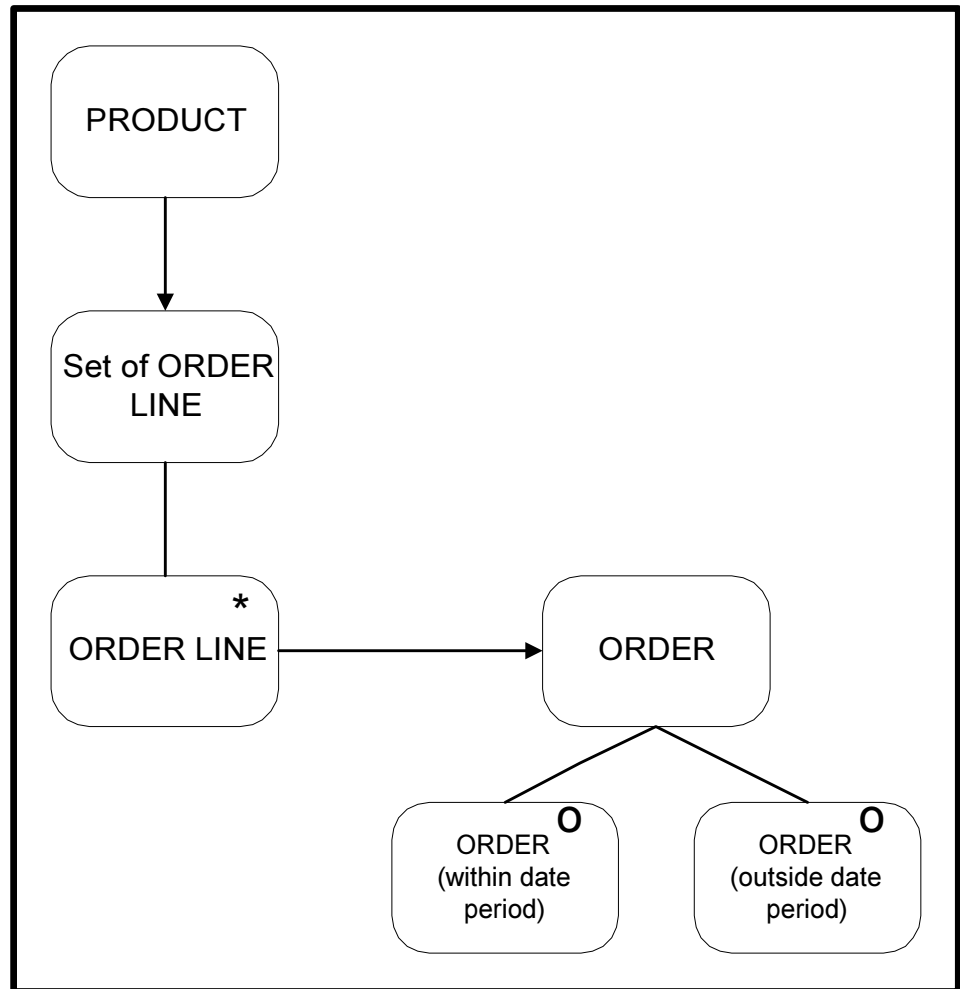 PRODUCT
Set of ORDER
LINE
*
ORDER LINE
ORDER
O
ORDER
(within date
period)
O
ORDER
(outside date
period)